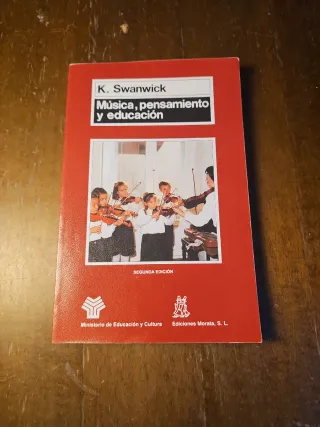 K. Swanwick
Música, pensamiento
y educación
SEGUNDA EDICIÓN
Ministerio de Educación y Cultura
Ediciones Morata, S. L.